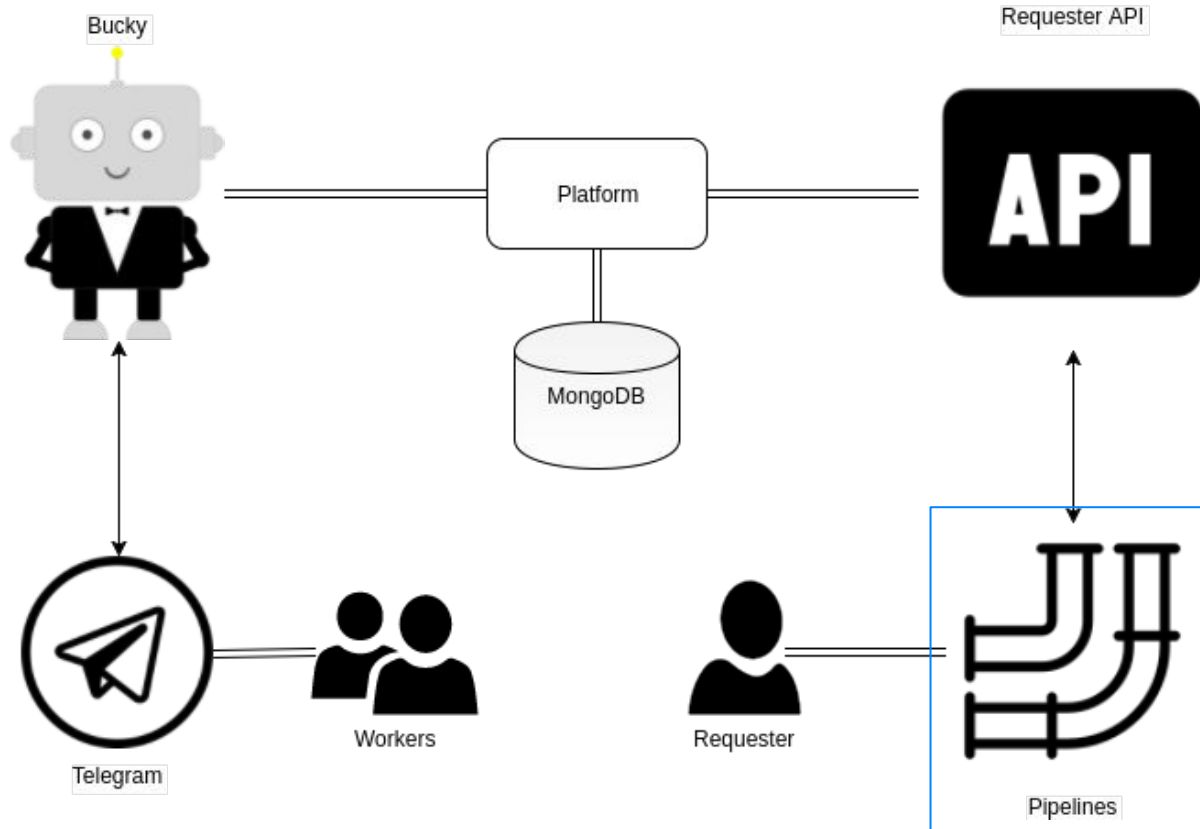 Bucky
Requester API
API
Platform
MongoDB
Workers
Requester
Telegram
Pipelines